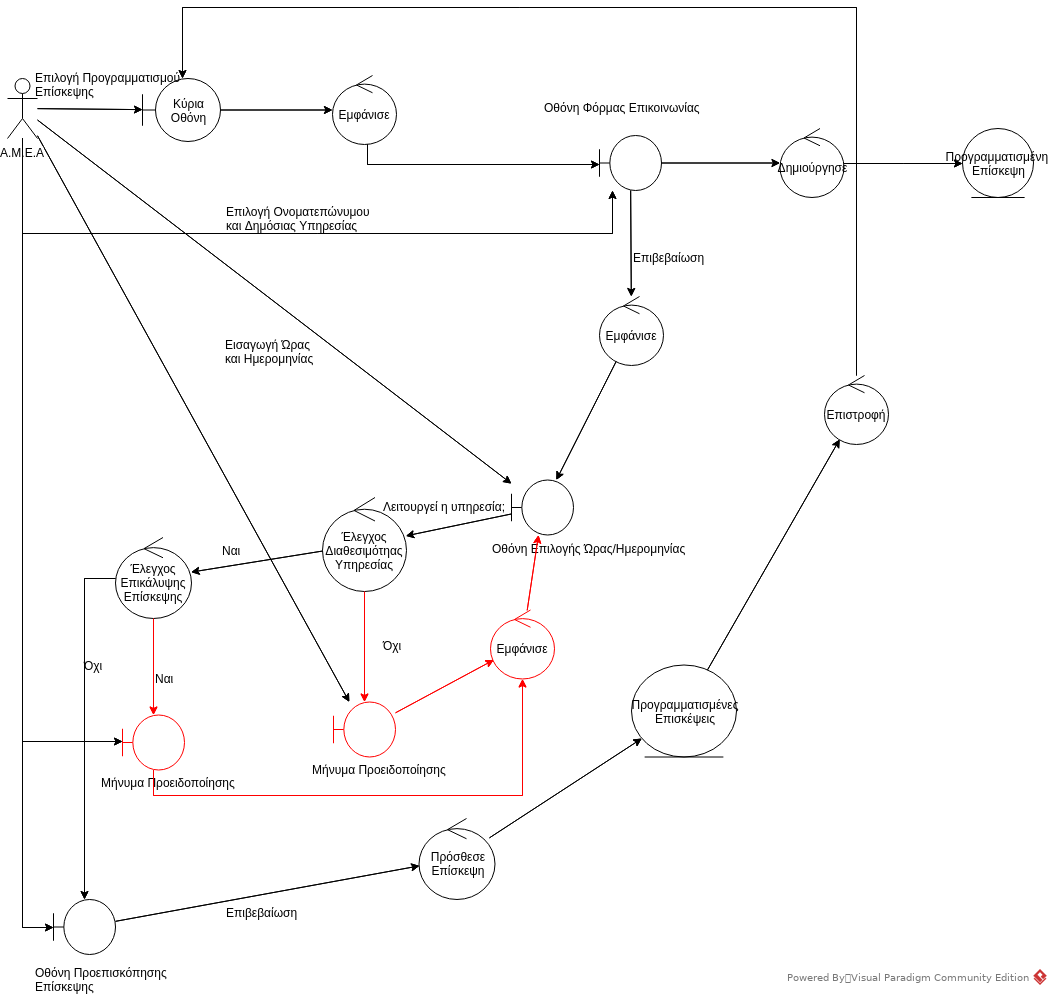 Επιλογή Προγραμματισμού
Επίσκεψης
Κύρια
Οθόνη
Εμφάνισε
Οθόνη Φόρμας Επικοινωνίας
Α.Μ.Ε.Α
Δημιούργησε
Προγραμματισμένη
Επίσκεψη
Επιλογή Ονοματεπώνυμου
και Δημόσιας Υπηρεσίας
Επιβεβαίωση
Εμφάνισε
Εισαγωγή Ώρας
και Ημερομηνίας
Επιστροφή
Λειτουργεί η υπηρεσία;
Έλεγχος
Διαθεσιμότητας
Υπηρεσίας
Οθόνη Επιλογής Ώρας/Ημερομηνίας
Ναι
Έλεγχος
Επικάλυψης
Επίσκεψης
Όχι
Εμφάνισε
Όχι
Ναι
Προγραμματισμένες
Επισκέψεις
Μήνυμα Προειδοποίησης
Μήνυμα Προειδοποίησης
Πρόσθεσε
Επίσκεψη
Επιβεβαίωση
Οθόνη Προεπισκόπησης
Επίσκεψης
Powered By Visual Paradigm Community Edition